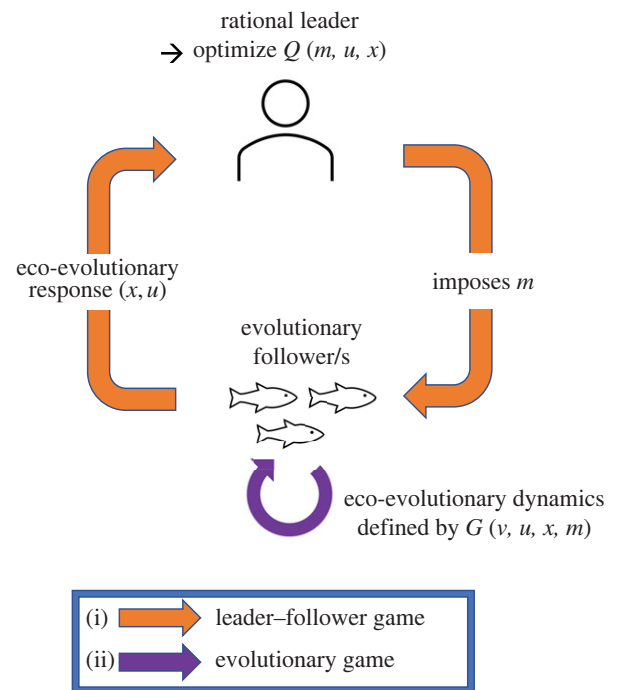 rational leader
→ optimize Q (m, u, x)
eco-evolutionary
response (x, u)
imposes m
evolutionary
follower/s
eco-evolutionary dynamics
defined by G (v, u, x, m)
(i) leader–follower game
(ii) evolutionary game